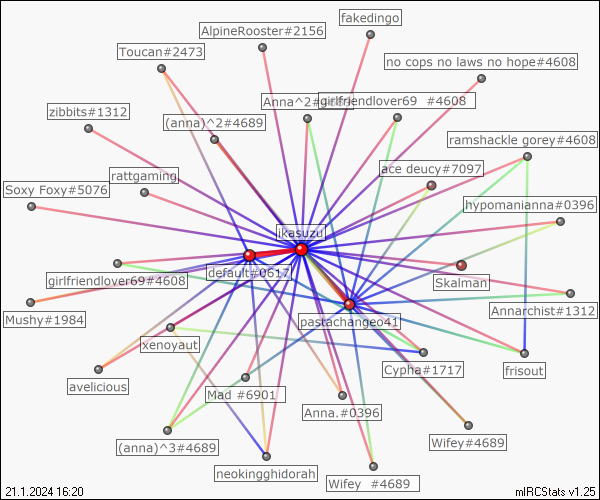 fakedingo
AlpineRooster#2156
Toucan#2473
no cops no laws no hope#4608
Anna^2#4689
girlfriendlover69 #4608
zibbits#1312
(anna)^2#4689
ramshackle gorey#4608
ace deucy#7097
rattgaming
Soxy Foxy#5076
hypomanianna#0396
jkasuzu
default#0617
girlfriendlover69#4608
Skalman
Annarchist#1312
Mushy#1984
pastachangeo41
xenoyaut
Cypha#1717
frisout
avelicious
Mad #6901
Anna.#0396
(anna)^3#4689
Wifey#4689
neokingghidorah
Wifey #4689
21.1.2024 16:20
mIRCStats v1.25